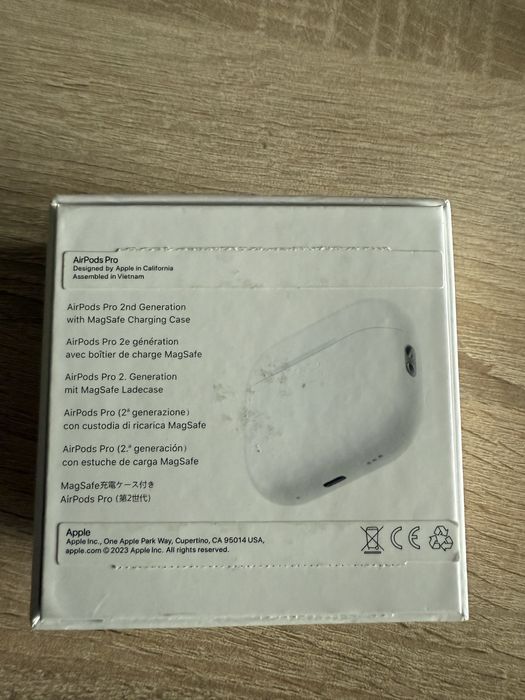 AirPods Pro
Designed by Apple in California
Assembled in Vietnam
AirPods Pro 2nd Generation
with MagSafe Charging Case
AirPods Pro 2e génération
avec boîtier de charge MagSafe
AirPods Pro 2. Generation
mit MagSafe Ladecase
AirPods Pro (2ª generazione)
con custodia di ricarica MagSafe
AirPods Pro (2.ª generación)
con estuche de carga MagSafe
MagSafe充電ケース付き
AirPods Pro (第2世代)
Apple
Apple Inc., One Apple Park Way, Cupertino, CA 95014 USA,
apple.com © 2023 Apple Inc. All rights reserved.
CE